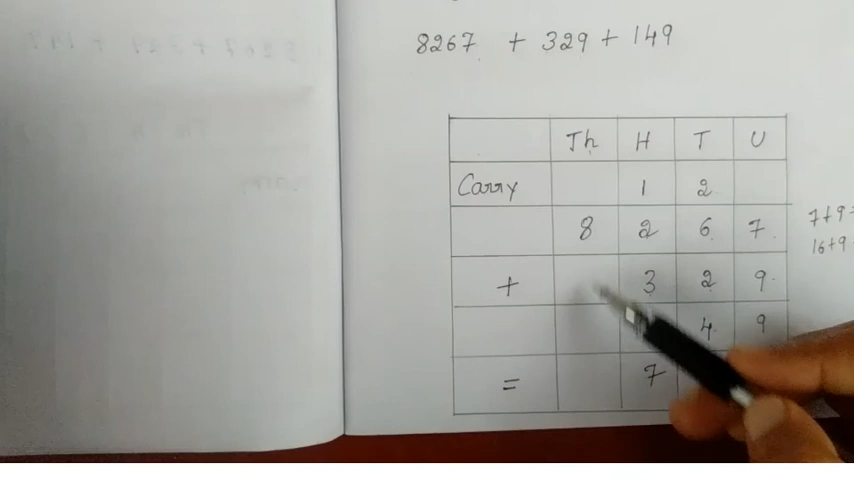 8267 + 329 + 149
Th H T U
Carry 1 2
8 2 6 7
7+9
+ 3 2 9
16+9
4 9
= 7